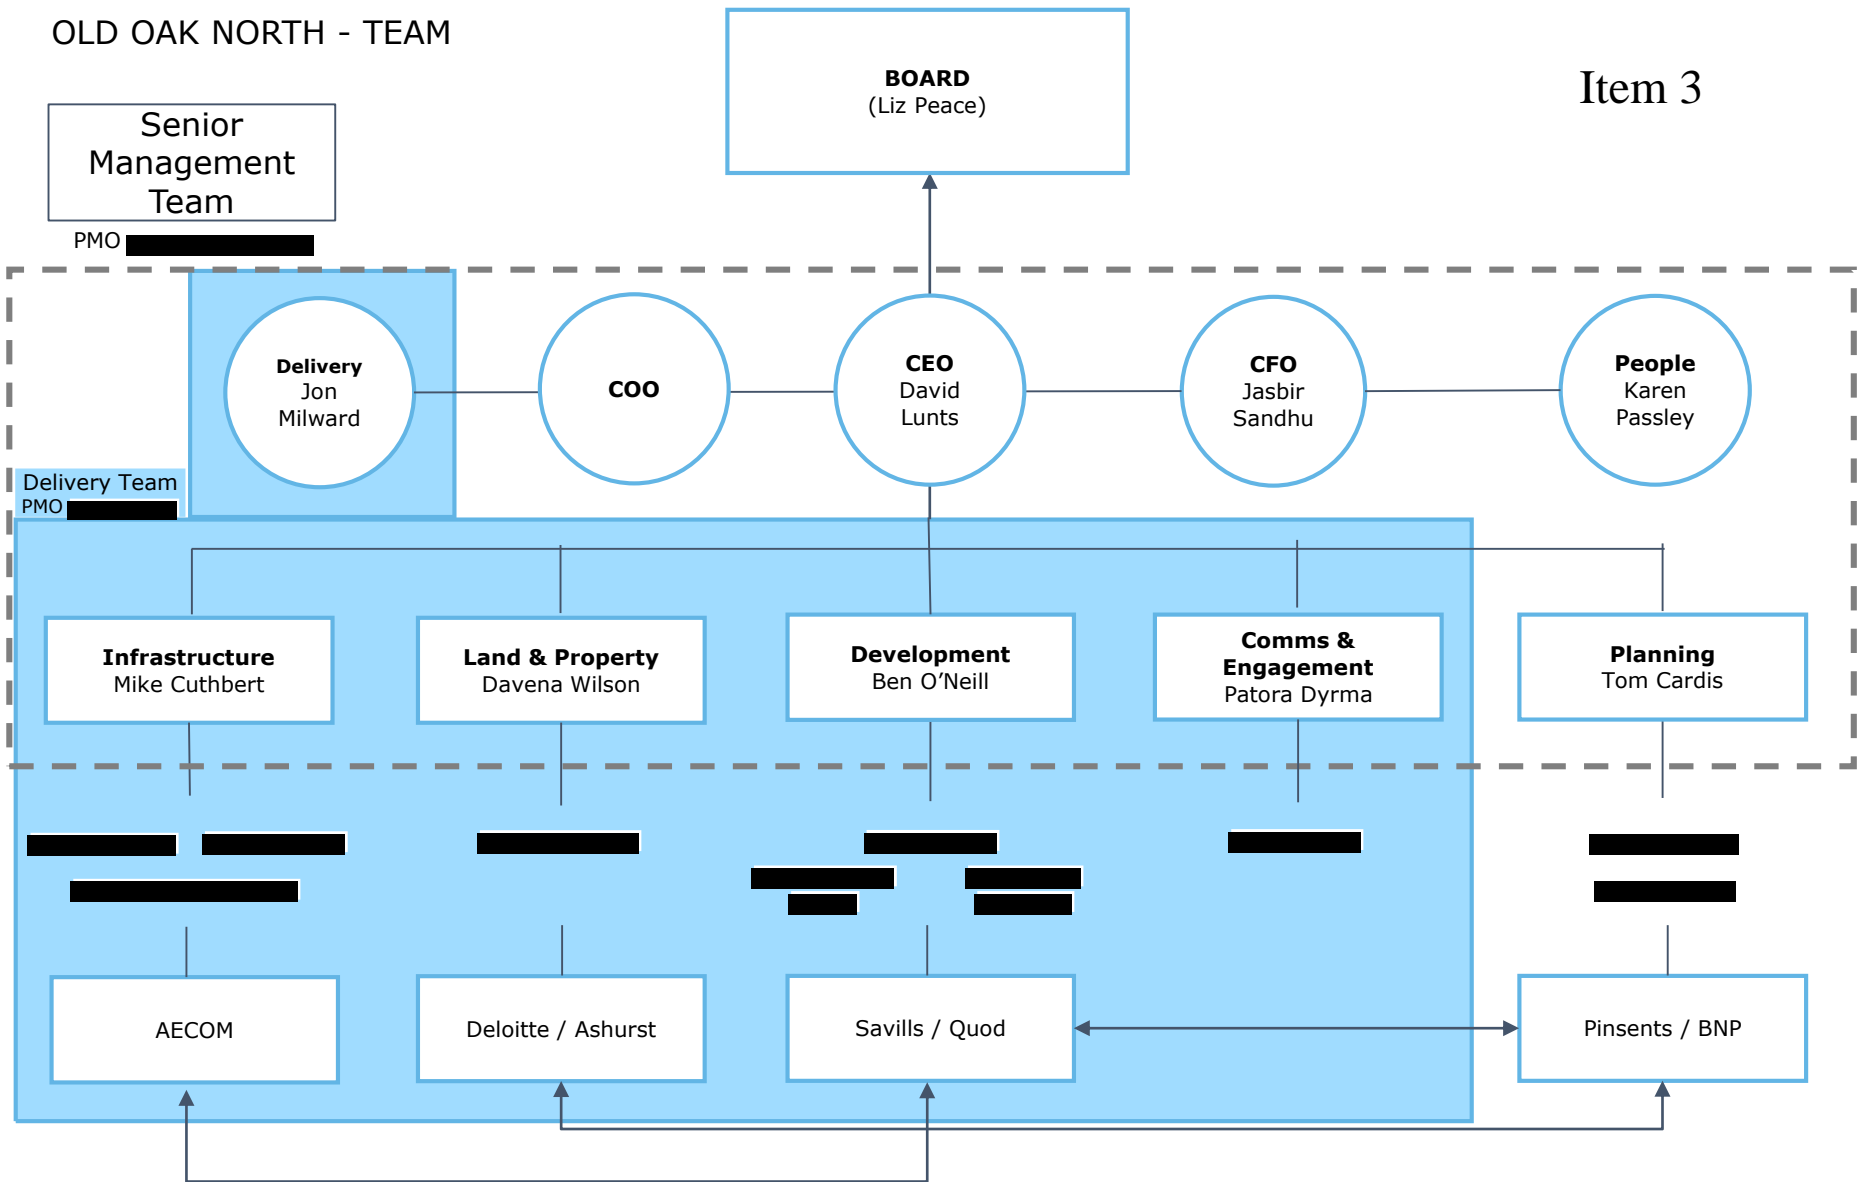 OLD OAK NORTH - TEAM
BOARD
(Liz Peace)
Item 3
Senior
Management
Team
PMO
Delivery
Jon
Milward
COO
CEO
David
Lunts
CFO
Jasbir
Sandhu
People
Karen
Passley
Delivery Team
PMO
Infrastructure
Mike Cuthbert
Land & Property
Davena Wilson
Development
Ben O’Neill
Comms &
Engagement
Patora Dyrma
Planning
Tom Cardis
AECOM
Deloitte / Ashurst
Savills / Quod
Pinsents / BNP